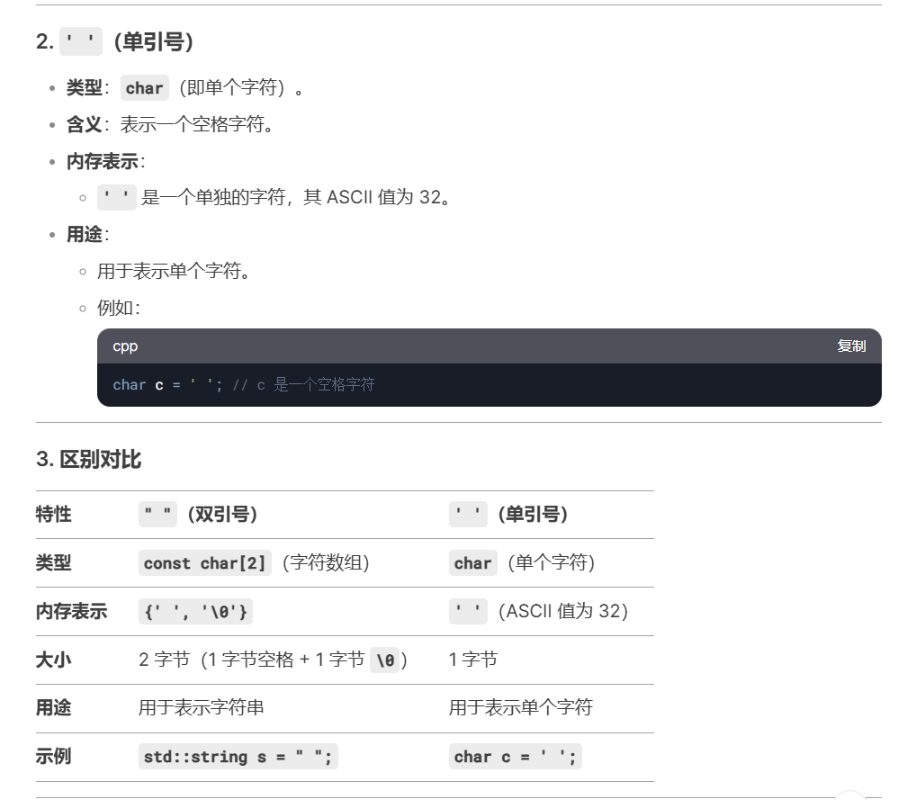 2. ' ' (单引号)
类型：char（即单个字符）。
含义：表示一个空格字符。
内存表示：
' ' 是一个单独的字符，其 ASCII 值为 32。
用途：
用于表示单个字符。
例如：
cpp 复制
char c = ' '; // c 是一个空格字符
3. 区别对比
特性 " " (双引号) ' ' (单引号)
类型 const char[2]（字符数组) char（单个字符)
内存表示 {' ', '\0'} ' '（ASCII 值为 32）
大小 2 字节（1 字节空格 + 1 字节 \0 ) 1 字节
用途 用于表示字符串 用于表示单个字符
示例 std::string s = " "; char c = ' ';